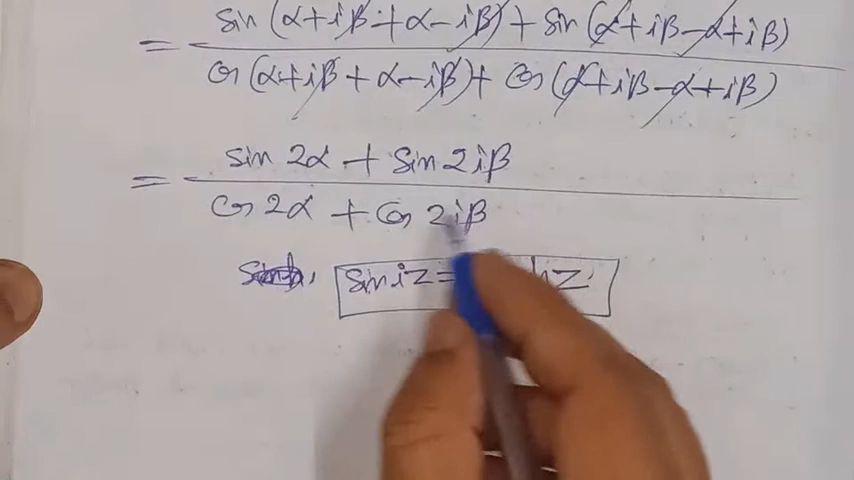 = sin (α+iβ+α-iβ)+ sin (α+iβ-α+iβ)
cos (α+iβ+α-iβ)+ cos (α+iβ-α+iβ)
= sin 2α + sin 2iβ
cos 2α + cos 2iβ
sin iz = h z